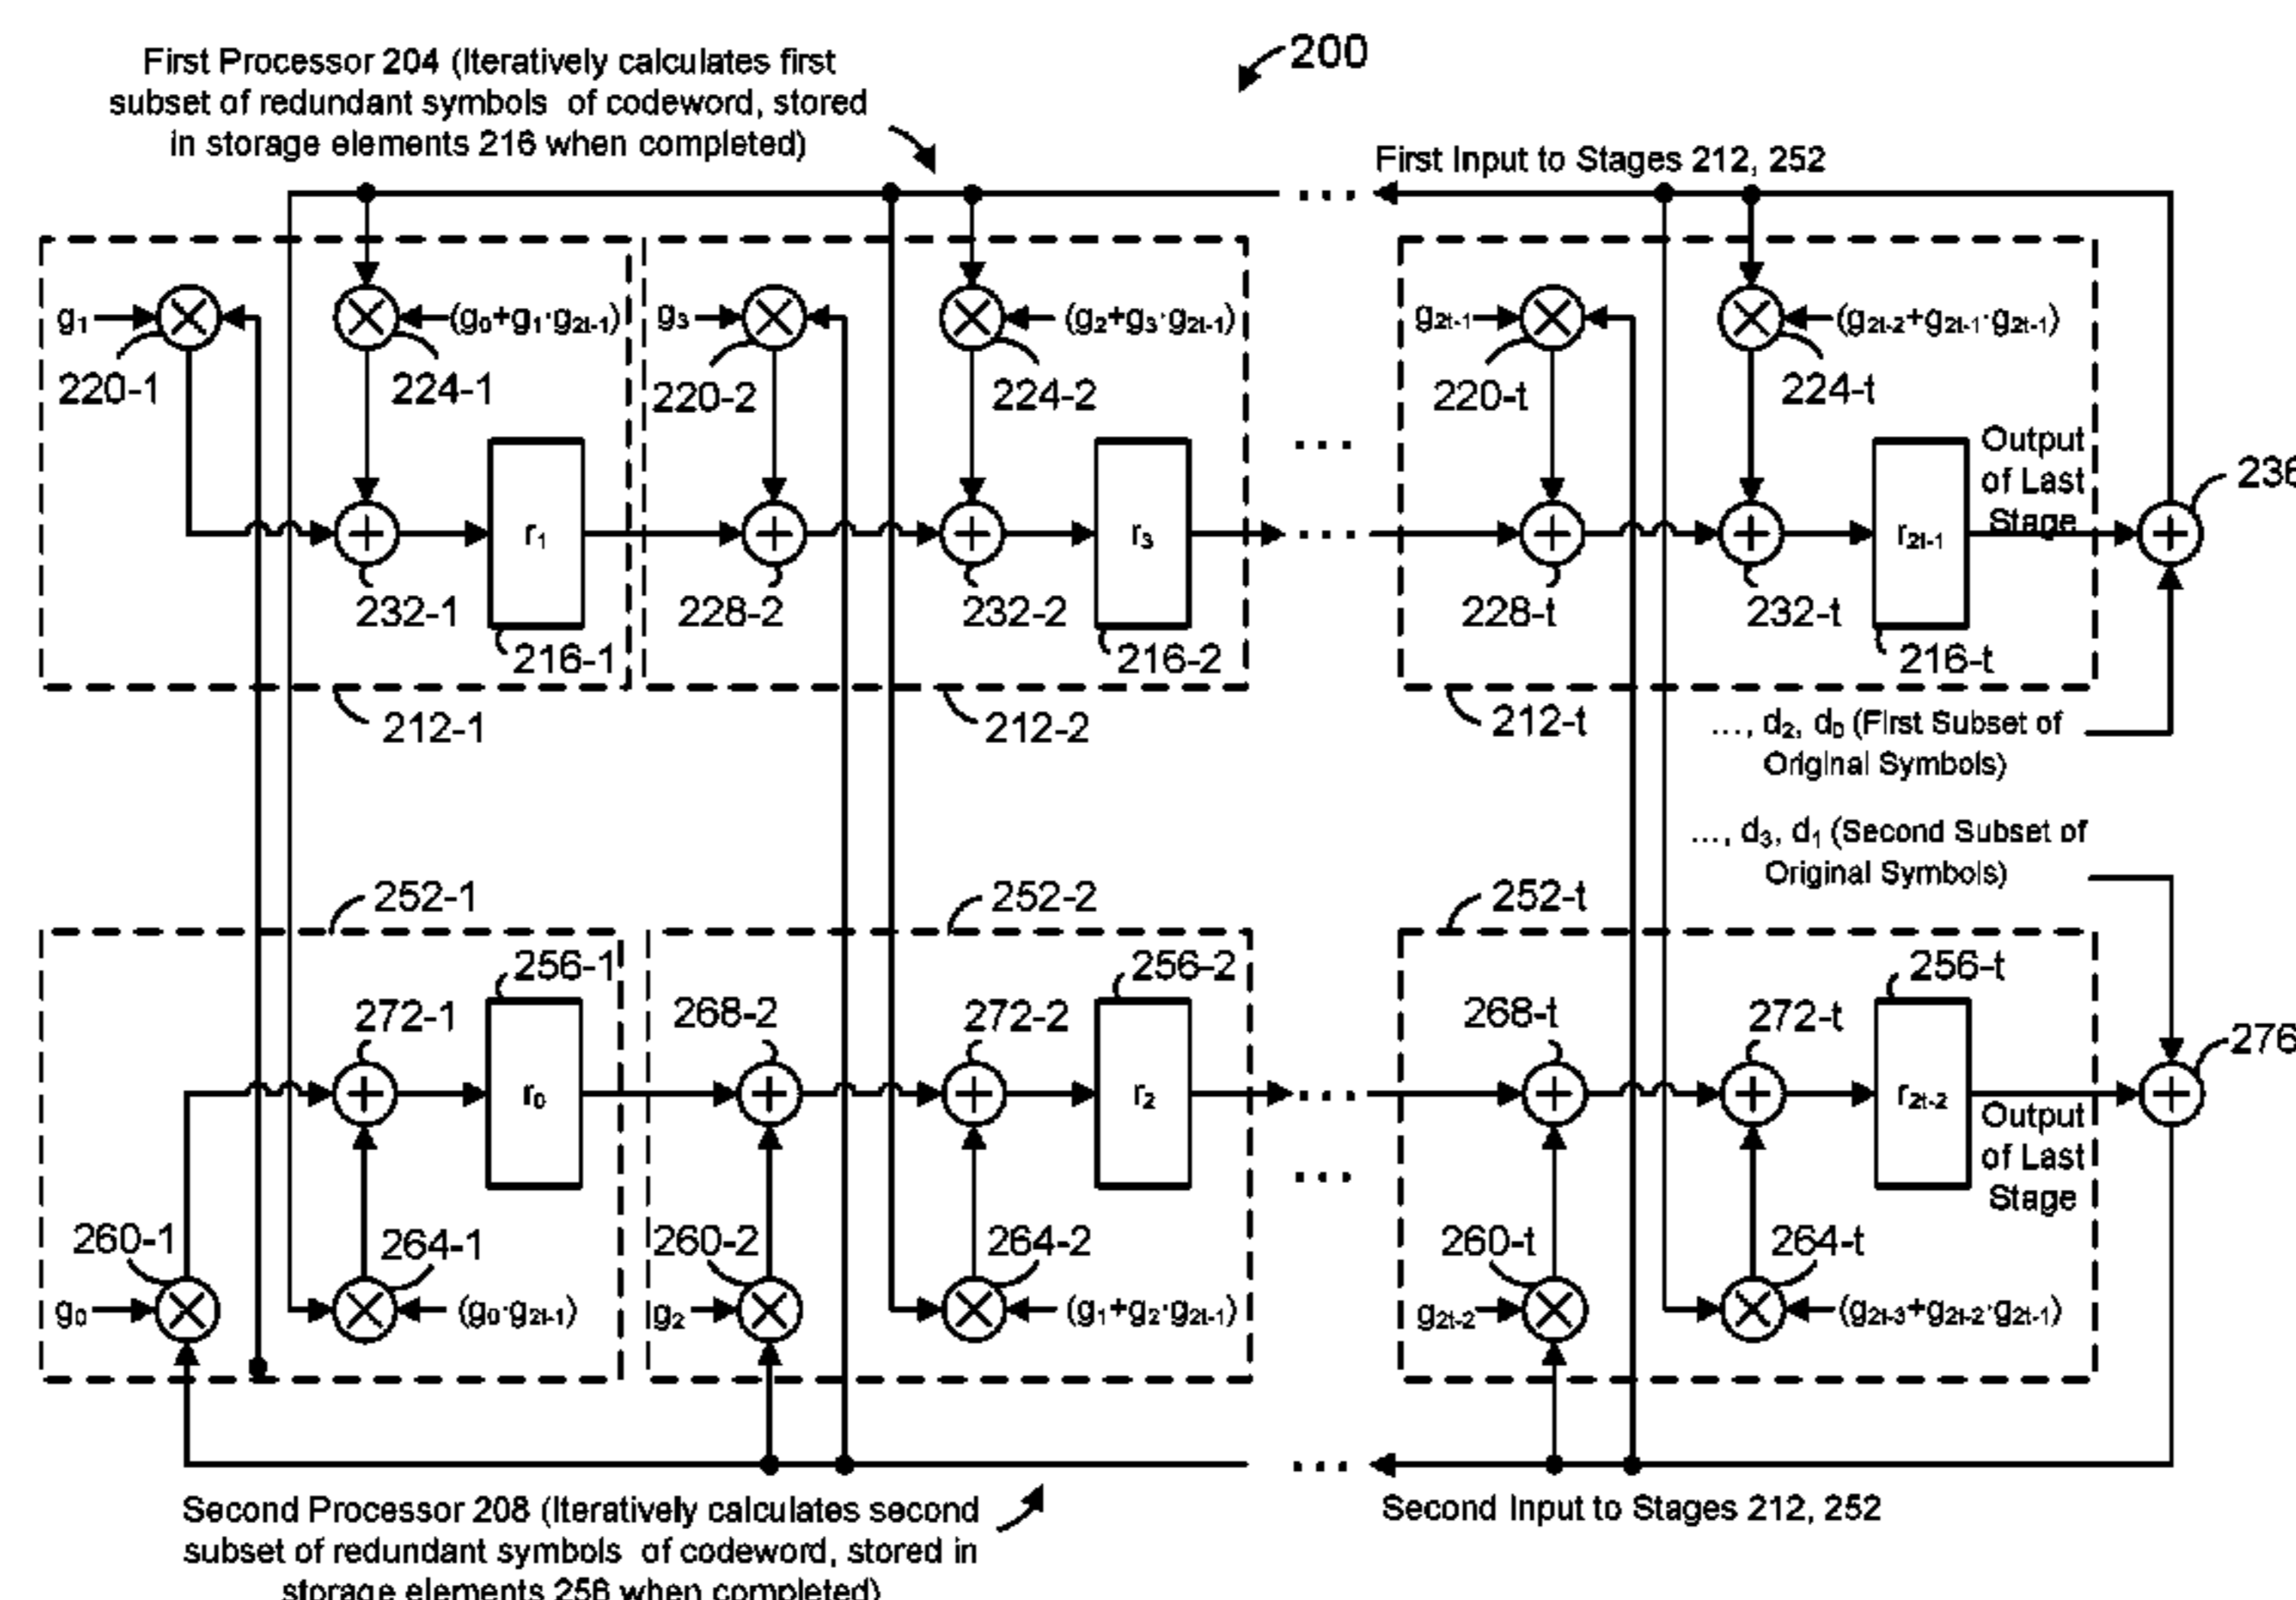 200
First Processor 204 (Iteratively calculates first
subset of redundant symbols of codeword, stored
in storage elements 216 when completed)
First Input to Stages 212, 252
...
g₁
(g₀+g₁·g₂ₜ₋₁)
g₃
(g₂+g₃·g₂ₜ₋₁)
g₂ₜ₋₁
(g₂ₜ₋₂+g₂ₜ₋₁·g₂ₜ₋₁)
220-1
224-1
220-2
224-2
220-t
224-t
...
Output
of Last
Stage
r₁
r₃
...
r₂ₜ₋₁
232-1
228-2
232-2
228-t
232-t
216-1
216-2
216-t
212-1
212-2
212-t
..., d₂, d₀ (First Subset of
Original Symbols)
..., d₃, d₁ (Second Subset of
Original Symbols)
252-1
252-2
252-t
256-1
256-2
256-t
272-1
268-2
272-2
268-t
272-t
276
r₀
r₂
...
r₂ₜ₋₂
Output
of Last
Stage
...
260-1
264-1
260-2
264-2
260-t
264-t
g₀
(g₀·g₂ₜ₋₁)
g₂
(g₁+g₂·g₂ₜ₋₁)
g₂ₜ₋₂
(g₂ₜ₋₃+g₂ₜ₋₂·g₂ₜ₋₁)
...
Second Input to Stages 212, 252
Second Processor 208 (Iteratively calculates second
subset of redundant symbols of codeword, stored in
storage elements 256 when completed)